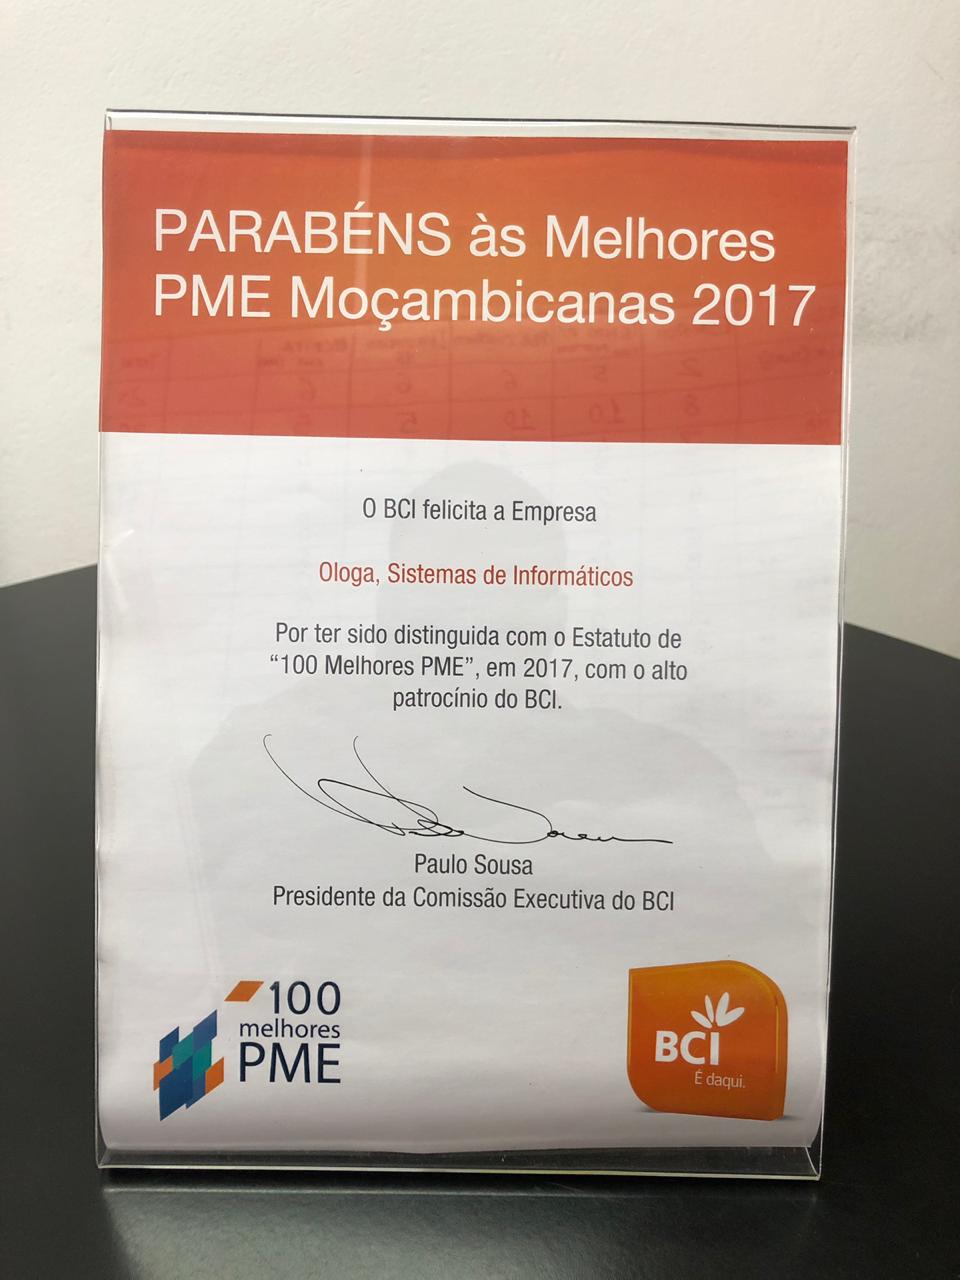 PARABÉNS às Melhores
PME Moçambicanas 2017
O BCI felicita a Empresa
Ologa, Sistemas de Informáticos
Por ter sido distinguida com o Estatuto de
“100 Melhores PME”, em 2017, com o alto
patrocínio do BCI.
Paulo Sousa
Presidente da Comissão Executiva do BCI
100
melhores
PME
BCI
É daqui.